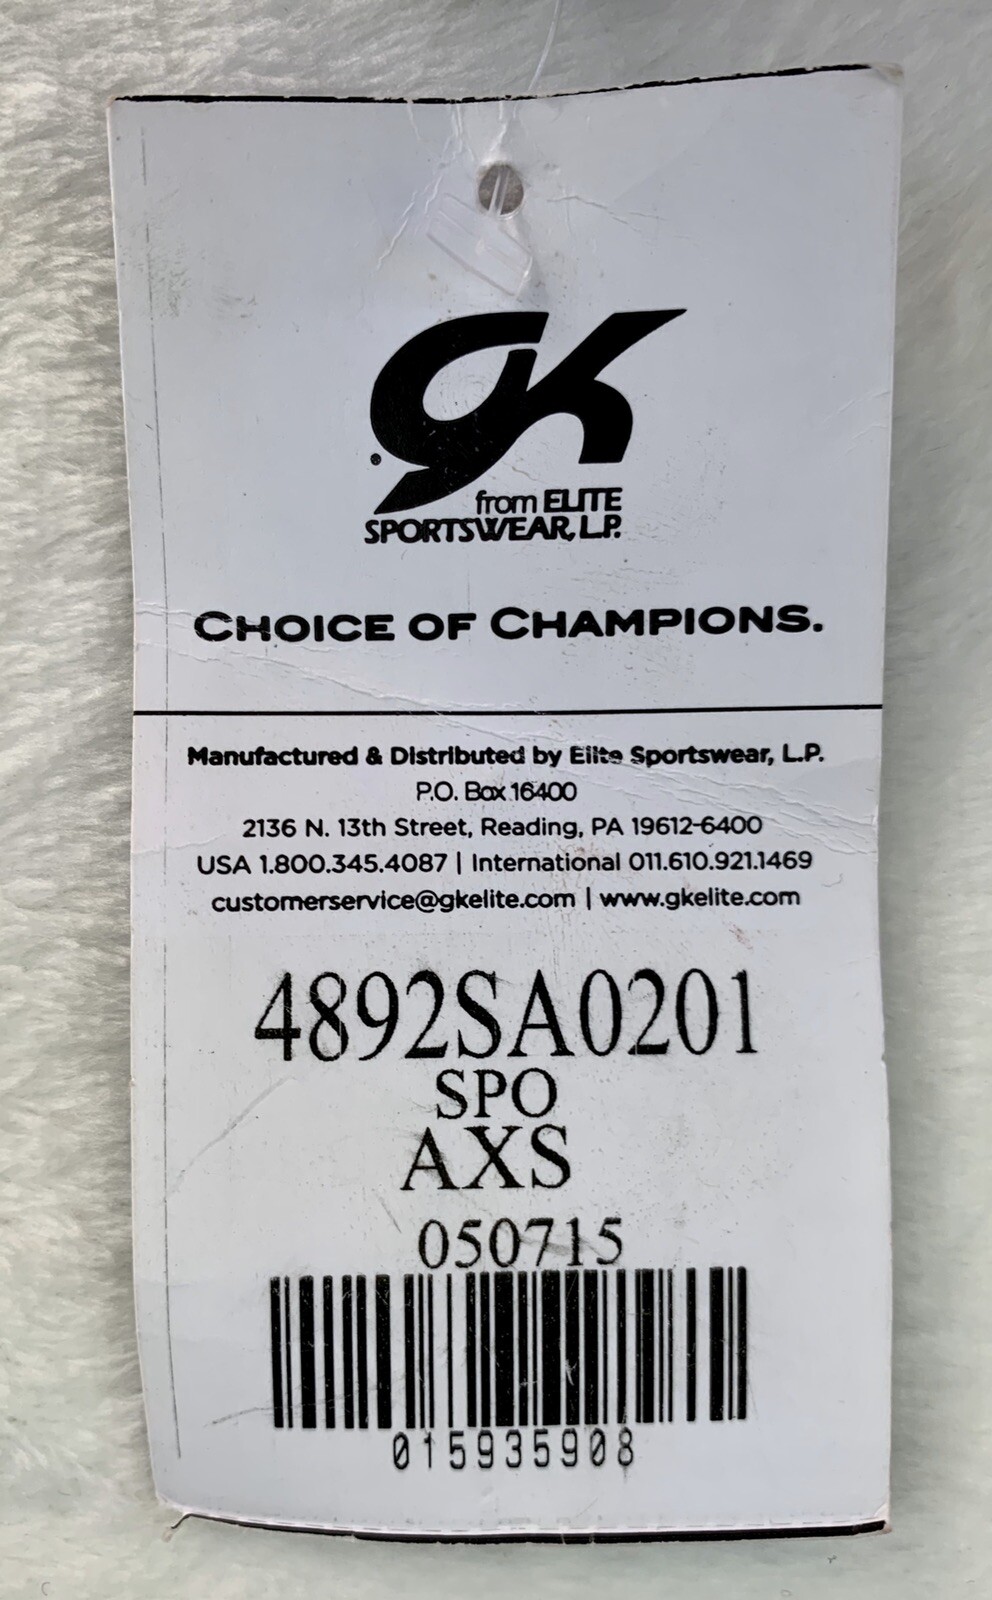 GK
®
from ELITE
SPORTSWEAR, L.P.
CHOICE OF CHAMPIONS.
Manufactured & Distributed by Elite Sportswear, L.P.
P.O. Box 16400
2136 N. 13th Street, Reading, PA 19612-6400
USA 1.800.345.4087 | International 011.610.921.1469
customerservice@gkelite.com | www.gkelite.com
4892SA0201
SPO
AXS
050715
015935908